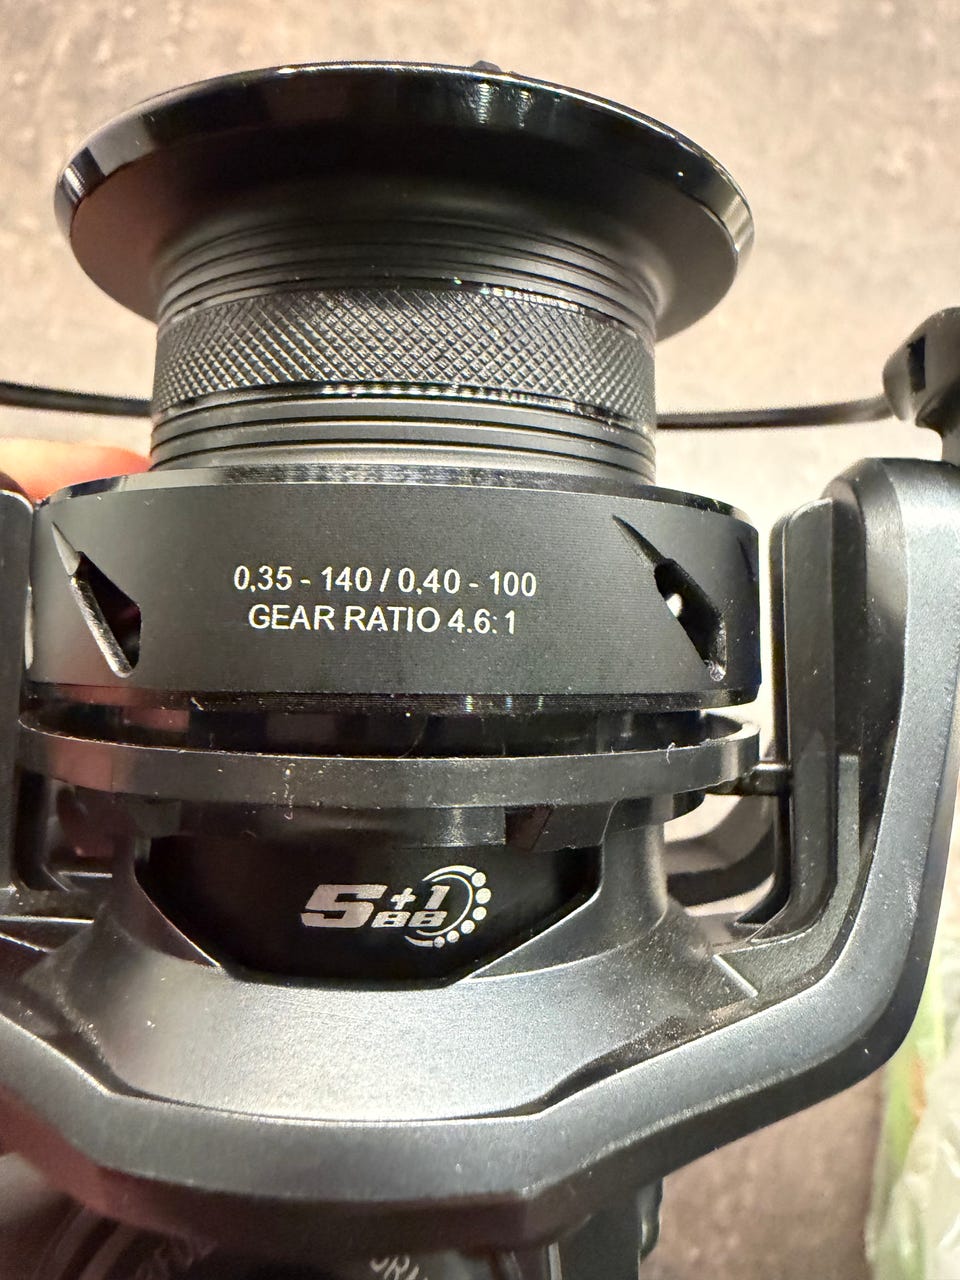 0,35 - 140 / 0,40 - 100
GEAR RATIO 4.6:1
5+1
BB